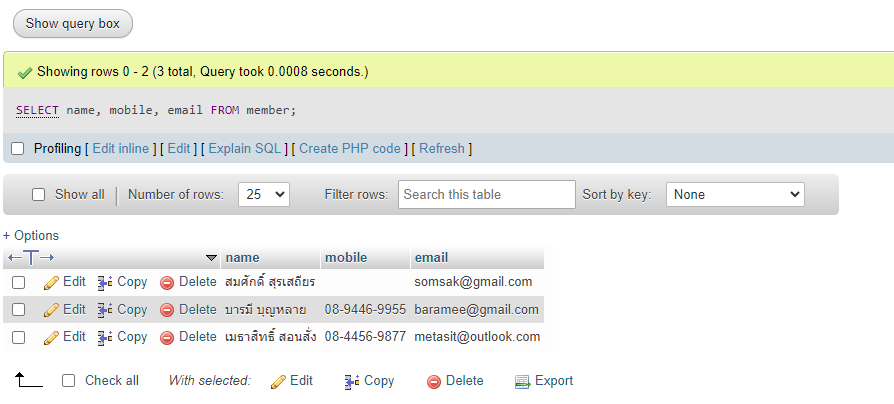 Show query box
Showing rows 0 - 2 (3 total, Query took 0.0008 seconds.)
SELECT name, mobile, email FROM member;
Profiling [ Edit inline ] [ Edit ] [ Explain SQL ] [ Create PHP code ] [ Refresh ]
Show all Number of rows: 25 Filter rows: Search this table Sort by key: None
+ Options
name mobile email
Edit Copy Delete สมศักดิ์ สุรเสถียร somsak@gmail.com
Edit Copy Delete บารมี บุญหลาย 08-9446-9955 baramee@gmail.com
Edit Copy Delete เมธาสิทธิ์ สอนสั่ง 08-4456-9877 metasit@outlook.com
Check all With selected: Edit Copy Delete Export